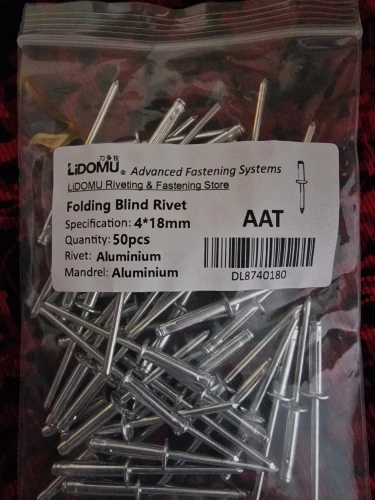 力多牧
LiDOMU® Advanced Fastening Systems
LiDOMU Riveting & Fastening Store
Folding Blind Rivet
Specification: 4*18mm
Quantity: 50pcs
Rivet: Aluminium
Mandrel: Aluminium
AAT
DL8740180